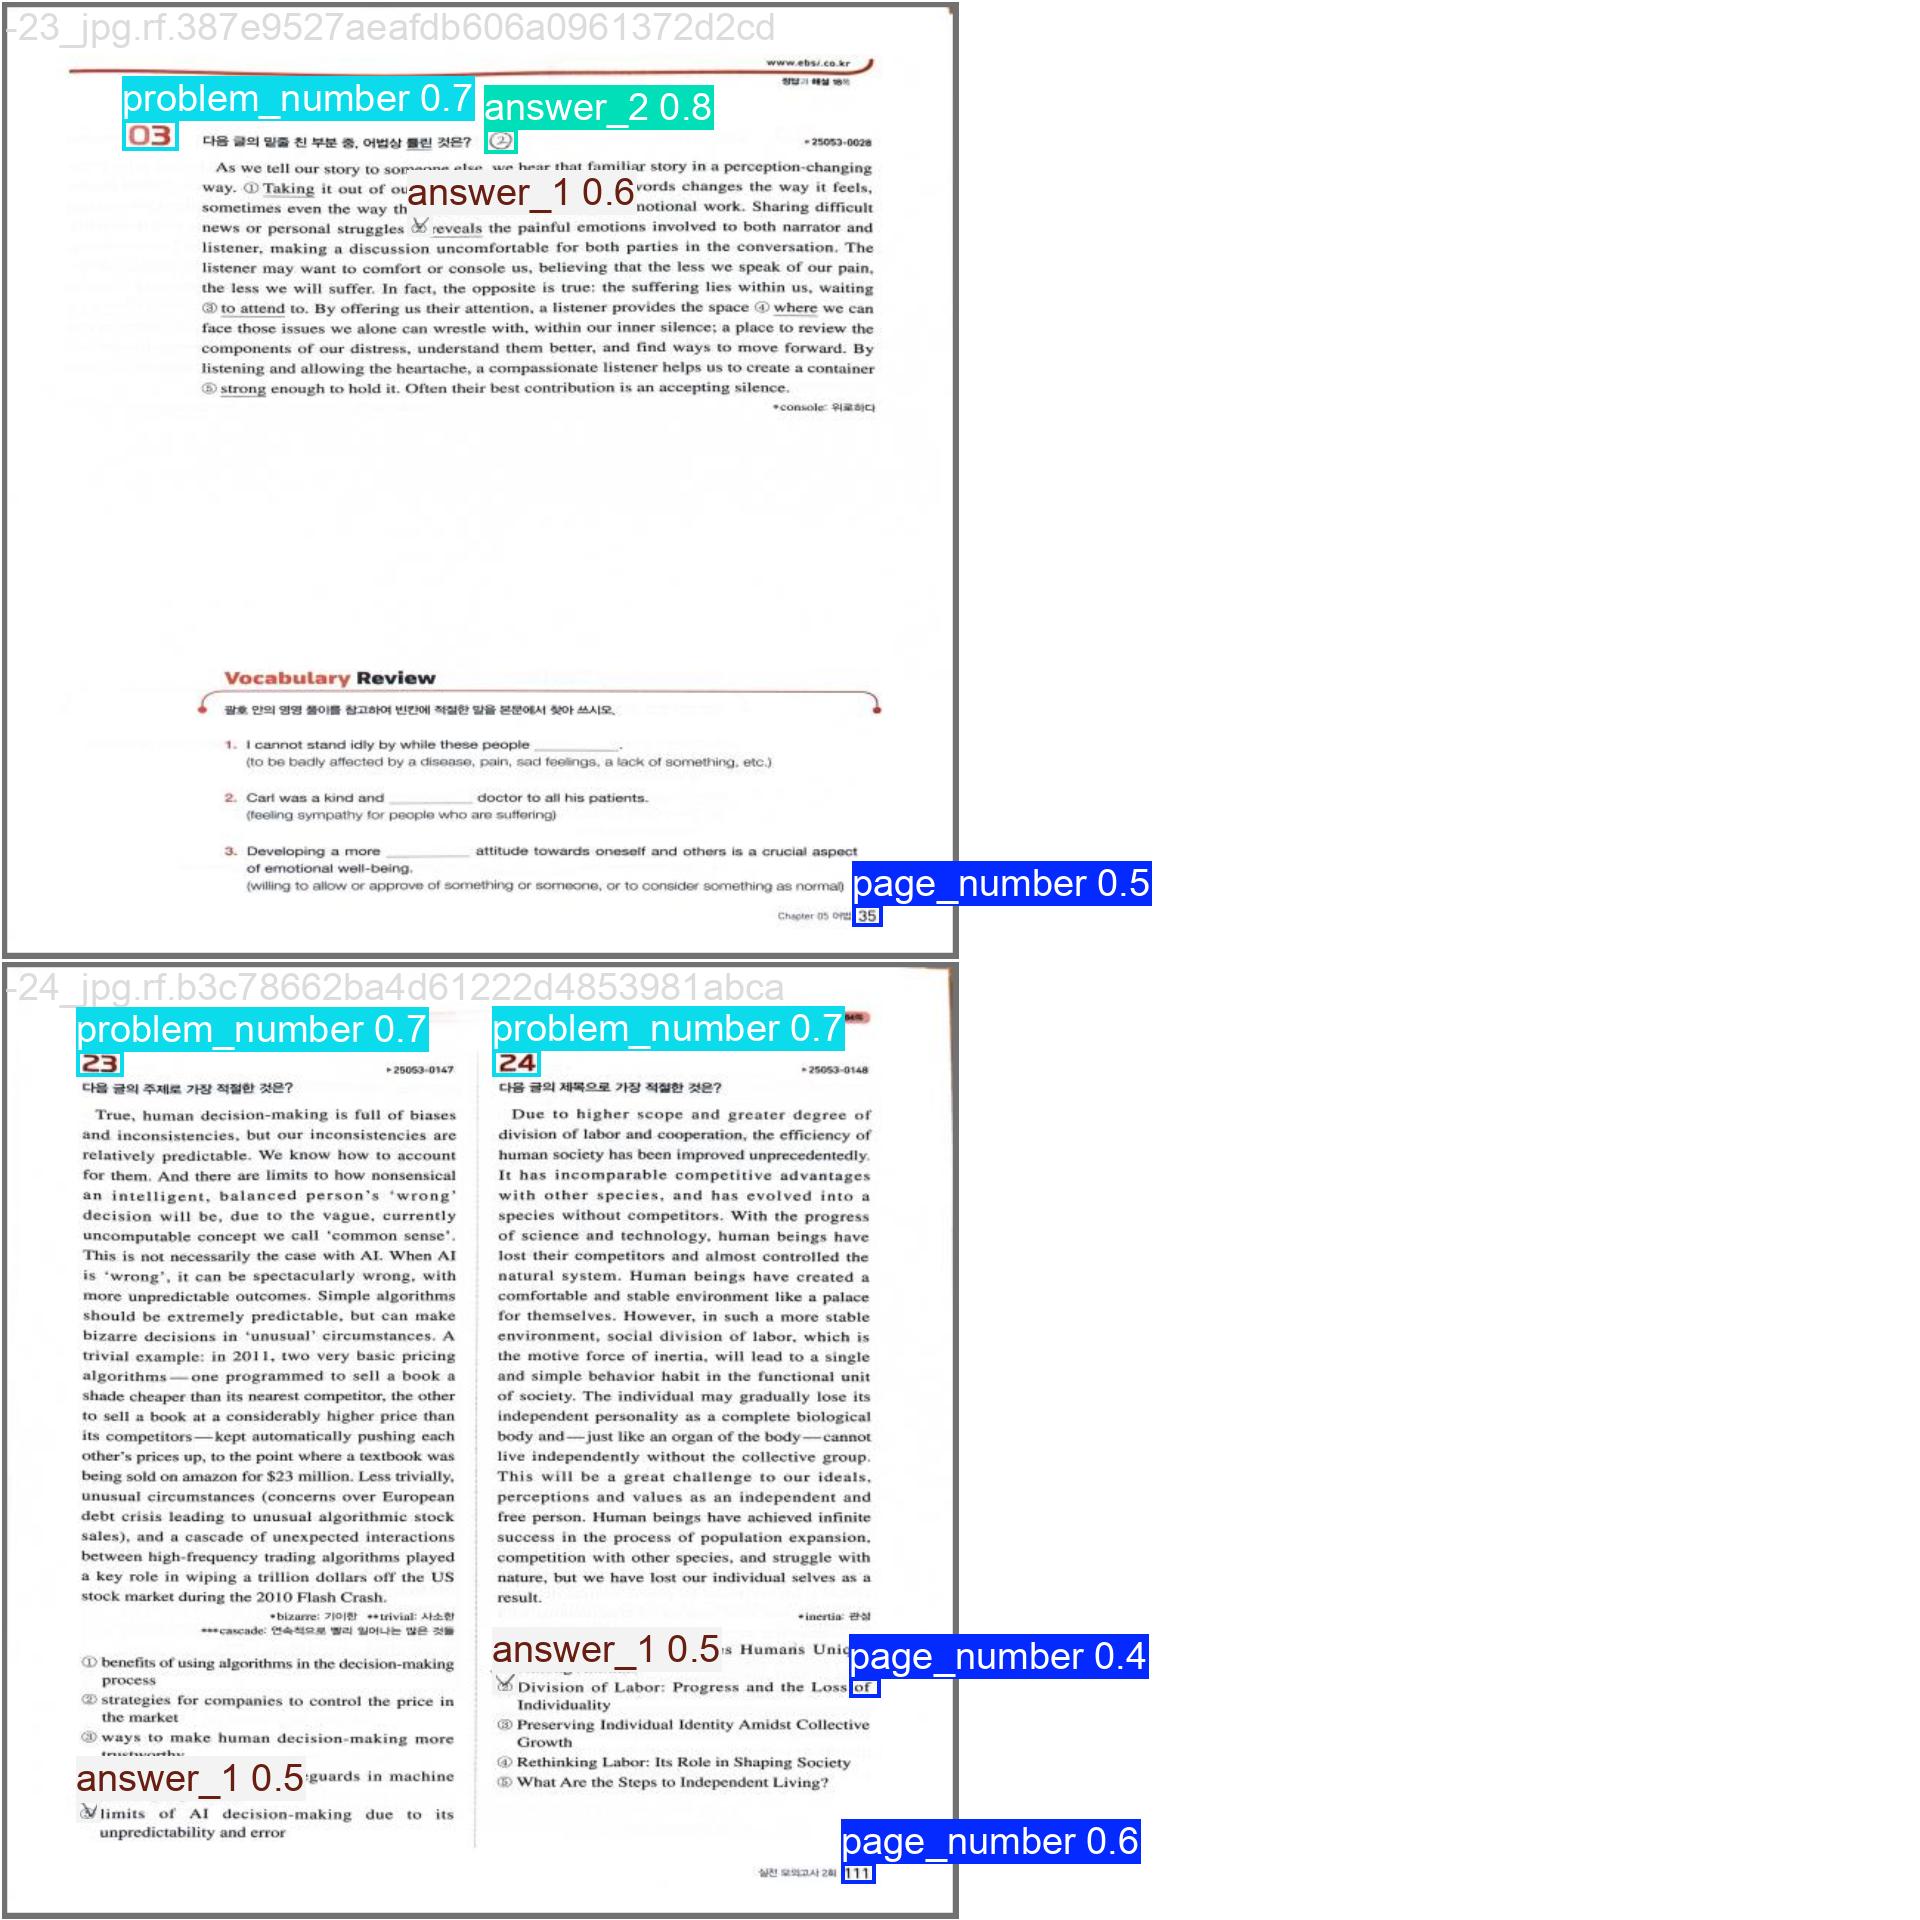 -23_jpg.rf.387e9527aeafdb606a0961372d2cd
www.ebsi.co.kr
정답과 해설 18쪽
problem_number 0.7
answer_2 0.8
03
다음 글의 밑줄 친 부분 중, 어법상 틀린 것은?
②
25053-0028
As we tell our story to someone else, we hear that familiar story in a perception-changing
way. ① Taking it out of ou
answer_1 0.6
words changes the way it feels,
sometimes even the way th
motional work. Sharing difficult
news or personal struggles ② reveals the painful emotions involved to both narrator and
listener, making a discussion uncomfortable for both parties in the conversation. The
listener may want to comfort or console us, believing that the less we speak of our pain,
the less we will suffer. In fact, the opposite is true: the suffering lies within us, waiting
③ to attend to. By offering us their attention, a listener provides the space ④ where we can
face those issues we alone can wrestle with, within our inner silence; a place to review the
components of our distress, understand them better, and find ways to move forward. By
listening and allowing the heartache, a compassionate listener helps us to create a container
⑤ strong enough to hold it. Often their best contribution is an accepting silence.
*console: 위로하다
Vocabulary Review
괄호 안의 영영 풀이를 참고하여 빈칸에 적절한 말을 본문에서 찾아 쓰시오.
1. I cannot stand idly by while these people __________.
(to be badly affected by a disease, pain, sad feelings, a lack of something, etc.)
2. Carl was a kind and __________ doctor to all his patients.
(feeling sympathy for people who are suffering)
3. Developing a more __________ attitude towards oneself and others is a crucial aspect
of emotional well-being.
(willing to allow or approve of something or someone, or to consider something as normal)
page_number 0.5
Chapter 05 어법 35
-24_jpg.rf.b3c78662ba4d61222d4853981abca
problem_number 0.7
23
25053-0147
다음 글의 주제로 가장 적절한 것은?
True, human decision-making is full of biases
and inconsistencies, but our inconsistencies are
relatively predictable. We know how to account
for them. And there are limits to how nonsensical
an intelligent, balanced person's 'wrong'
decision will be, due to the vague, currently
uncomputable concept we call 'common sense'.
This is not necessarily the case with AI. When AI
is 'wrong', it can be spectacularly wrong, with
more unpredictable outcomes. Simple algorithms
should be extremely predictable, but can make
bizarre decisions in 'unusual' circumstances. A
trivial example: in 2011, two very basic pricing
algorithms — one programmed to sell a book a
shade cheaper than its nearest competitor, the other
to sell a book at a considerably higher price than
its competitors — kept automatically pushing each
other's prices up, to the point where a textbook was
being sold on amazon for $23 million. Less trivially,
unusual circumstances (concerns over European
debt crisis leading to unusual algorithmic stock
sales), and a cascade of unexpected interactions
between high-frequency trading algorithms played
a key role in wiping a trillion dollars off the US
stock market during the 2010 Flash Crash.
*bizarre: 기이한 **trivial: 사소한
***cascade: 연속적으로 빨리 일어나는 많은 것들
① benefits of using algorithms in the decision-making
process
② strategies for companies to control the price in
the market
③ ways to make human decision-making more
trustworthy
answer_1 0.5
guards in machine
⑤ limits of AI decision-making due to its
unpredictability and error
problem_number 0.7
24
25053-0148
다음 글의 제목으로 가장 적절한 것은?
Due to higher scope and greater degree of
division of labor and cooperation, the efficiency of
human society has been improved unprecedentedly.
It has incomparable competitive advantages
with other species, and has evolved into a
species without competitors. With the progress
of science and technology, human beings have
lost their competitors and almost controlled the
natural system. Human beings have created a
comfortable and stable environment like a palace
for themselves. However, in such a more stable
environment, social division of labor, which is
the motive force of inertia, will lead to a single
and simple behavior habit in the functional unit
of society. The individual may gradually lose its
independent personality as a complete biological
body and — just like an organ of the body — cannot
live independently without the collective group.
This will be a great challenge to our ideals,
perceptions and values as an independent and
free person. Human beings have achieved infinite
success in the process of population expansion,
competition with other species, and struggle with
nature, but we have lost our individual selves as a
result.
*inertia: 관성
answer_1 0.5
s Humans Uniq
page_number 0.4
② Division of Labor: Progress and the Loss of
Individuality
③ Preserving Individual Identity Amidst Collective
Growth
④ Rethinking Labor: Its Role in Shaping Society
⑤ What Are the Steps to Independent Living?
page_number 0.6
실전 모의고사 2회 111